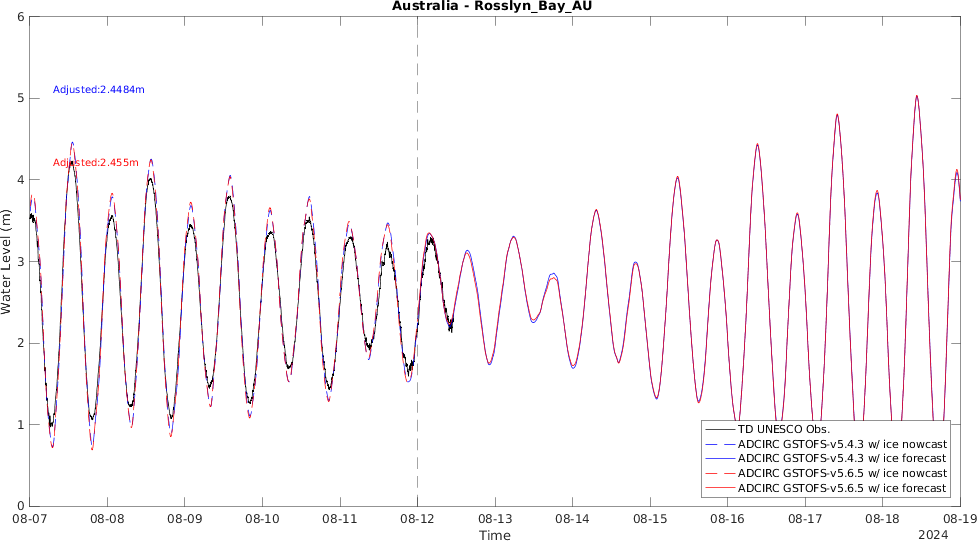 Australia - Rosslyn_Bay_AU
6
5
4
3
2
1
0
Water Level (m)
Adjusted:2.4484m
Adjusted:2.455m
TD UNESCO Obs.
ADCIRC GSTOFS-v5.4.3 w/ ice nowcast
ADCIRC GSTOFS-v5.4.3 w/ ice forecast
ADCIRC GSTOFS-v5.6.5 w/ ice nowcast
ADCIRC GSTOFS-v5.6.5 w/ ice forecast
08-07 08-08 08-09 08-10 08-11 08-12 08-13 08-14 08-15 08-16 08-17 08-18 08-19
Time
2024